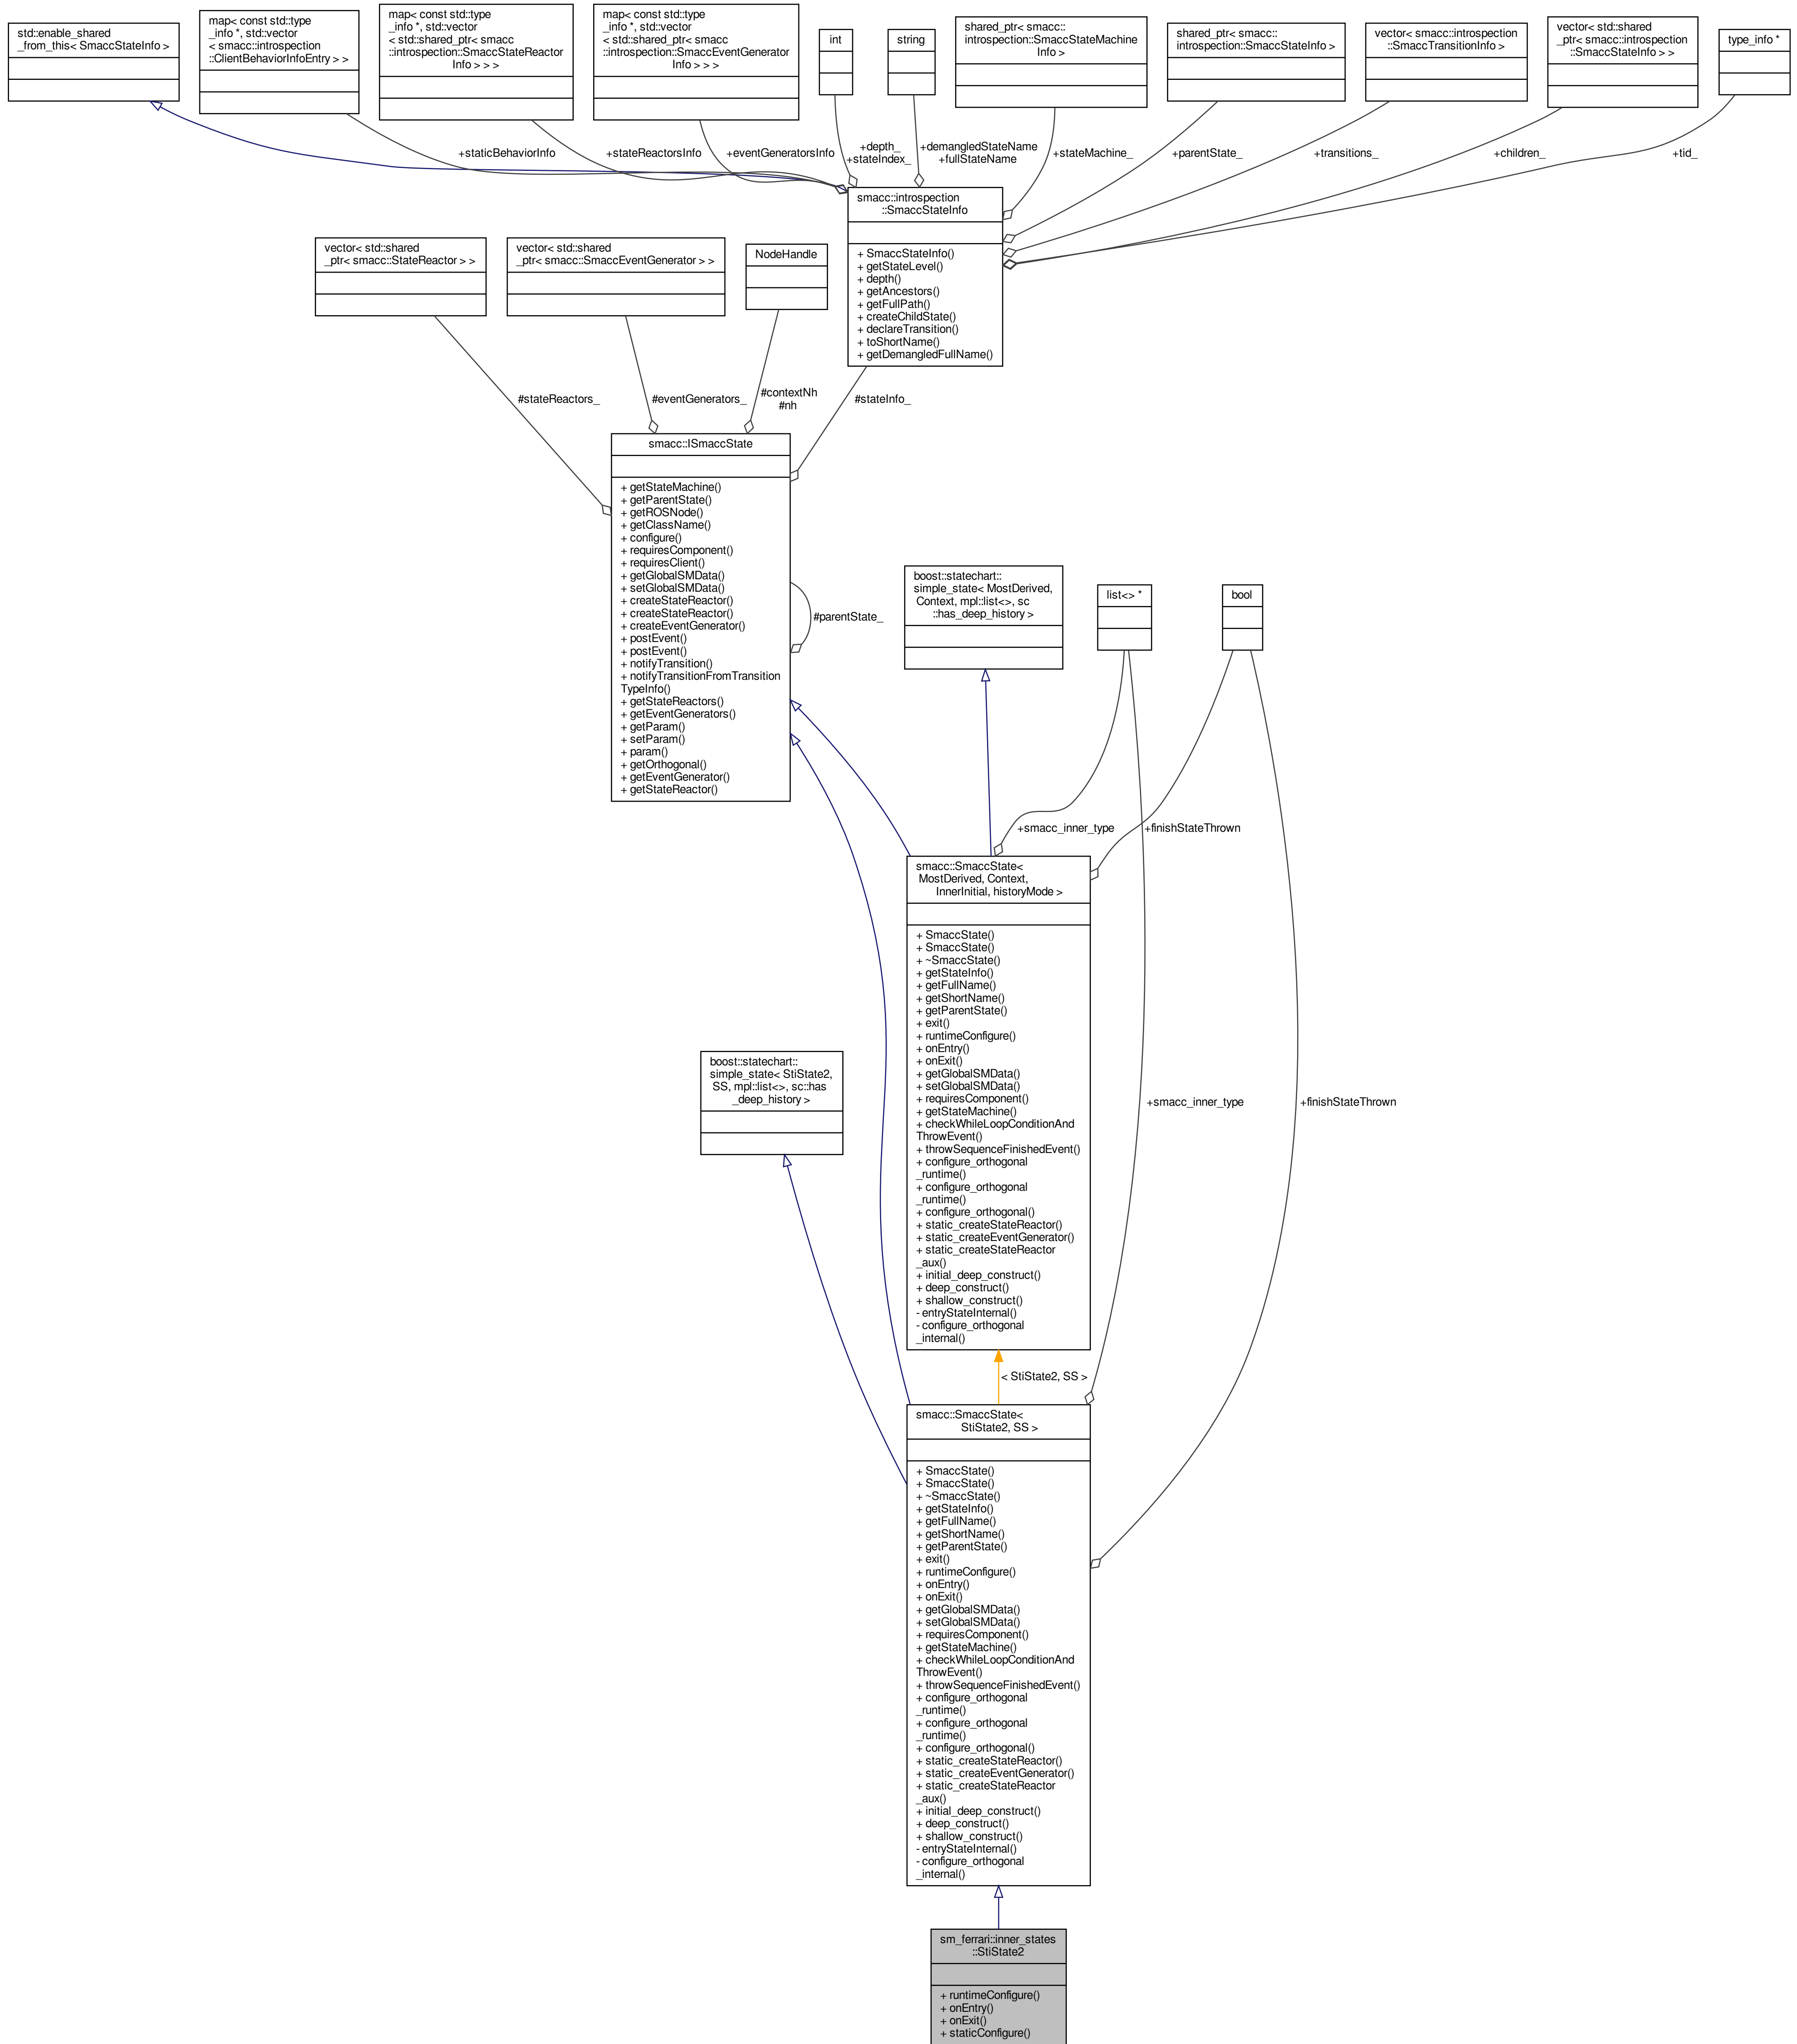 std::enable_shared
_from_this< SmaccStateInfo >
map< const std::type
_info *, std::vector
< smacc::introspection
::ClientBehaviorInfoEntry > >
map< const std::type
_info *, std::vector
< std::shared_ptr< smacc
::introspection::SmaccStateReactor
Info > > >
map< const std::type
_info *, std::vector
< std::shared_ptr< smacc
::introspection::SmaccEventGenerator
Info > > >
int
string
shared_ptr< smacc::
introspection::SmaccStateMachine
Info >
shared_ptr< smacc::
introspection::SmaccStateInfo >
vector< smacc::introspection
::SmaccTransitionInfo >
vector< std::shared
_ptr< smacc::introspection
::SmaccStateInfo > >
type_info *
+staticBehaviorInfo
+stateReactorsInfo
+eventGeneratorsInfo
+depth_
+stateIndex_
+demangledStateName
+fullStateName
+stateMachine_
+parentState_
+transitions_
+children_
+tid_
smacc::introspection
::SmaccStateInfo
+ SmaccStateInfo()
+ getStateLevel()
+ depth()
+ getAncestors()
+ getFullPath()
+ createChildState()
+ declareTransition()
+ toShortName()
+ getDemangledFullName()
vector< std::shared
_ptr< smacc::StateReactor > >
vector< std::shared
_ptr< smacc::SmaccEventGenerator > >
NodeHandle
#stateReactors_
#eventGenerators_
#contextNh
#nh
#stateInfo_
smacc::ISmaccState
+ getStateMachine()
+ getParentState()
+ getROSNode()
+ getClassName()
+ configure()
+ requiresComponent()
+ requiresClient()
+ getGlobalSMData()
+ setGlobalSMData()
+ createStateReactor()
+ createStateReactor()
+ createEventGenerator()
+ postEvent()
+ postEvent()
+ notifyTransition()
+ notifyTransitionFromTransition
TypeInfo()
+ getStateReactors()
+ getEventGenerators()
+ getParam()
+ setParam()
+ param()
+ getOrthogonal()
+ getEventGenerator()
+ getStateReactor()
#parentState_
boost::statechart::
simple_state< MostDerived,
Context, mpl::list<>, sc
::has_deep_history >
list<> *
bool
+smacc_inner_type
+finishStateThrown
smacc::SmaccState<
MostDerived, Context,
InnerInitial, historyMode >
+ SmaccState()
+ SmaccState()
+ ~SmaccState()
+ getStateInfo()
+ getFullName()
+ getShortName()
+ getParentState()
+ exit()
+ runtimeConfigure()
+ onEntry()
+ onExit()
+ getGlobalSMData()
+ setGlobalSMData()
+ requiresComponent()
+ getStateMachine()
+ checkWhileLoopConditionAnd
ThrowEvent()
+ throwSequenceFinishedEvent()
+ configure_orthogonal
_runtime()
+ configure_orthogonal
_runtime()
+ configure_orthogonal()
+ static_createStateReactor()
+ static_createEventGenerator()
+ static_createStateReactor
_aux()
+ initial_deep_construct()
+ deep_construct()
+ shallow_construct()
- entryStateInternal()
- configure_orthogonal
_internal()
boost::statechart::
simple_state< StiState2,
SS, mpl::list<>, sc::has
_deep_history >
+smacc_inner_type
+finishStateThrown
< StiState2, SS >
smacc::SmaccState<
StiState2, SS >
+ SmaccState()
+ SmaccState()
+ ~SmaccState()
+ getStateInfo()
+ getFullName()
+ getShortName()
+ getParentState()
+ exit()
+ runtimeConfigure()
+ onEntry()
+ onExit()
+ getGlobalSMData()
+ setGlobalSMData()
+ requiresComponent()
+ getStateMachine()
+ checkWhileLoopConditionAnd
ThrowEvent()
+ throwSequenceFinishedEvent()
+ configure_orthogonal
_runtime()
+ configure_orthogonal
_runtime()
+ configure_orthogonal()
+ static_createStateReactor()
+ static_createEventGenerator()
+ static_createStateReactor
_aux()
+ initial_deep_construct()
+ deep_construct()
+ shallow_construct()
- entryStateInternal()
- configure_orthogonal
_internal()
sm_ferrari::inner_states
::StiState2
+ runtimeConfigure()
+ onEntry()
+ onExit()
+ staticConfigure()